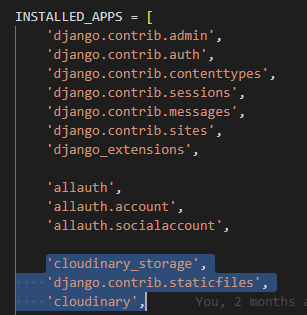 INSTALLED_APPS = [
'django.contrib.admin',
'django.contrib.auth',
'django.contrib.contenttypes',
'django.contrib.sessions',
'django.contrib.messages',
'django.contrib.sites',
'django_extensions',
'allauth',
'allauth.account',
'allauth.socialaccount',
'cloudinary_storage',
'django.contrib.staticfiles',
'cloudinary', You, 2 months a